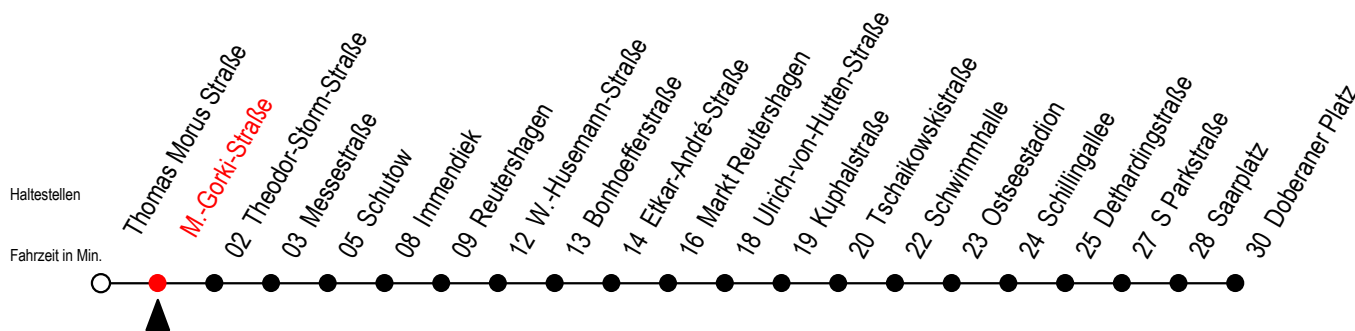 Haltestellen
Fahrzeit in Min.
Thomas Morus Straße
M.-Gorki-Straße
02 Theodor-Storm-Straße
03 Messestraße
05 Schutow
08 Immendiek
09 Reutershagen
12 W.-Husemann-Straße
13 Bonhoefferstraße
14 Etkar-André-Straße
16 Markt Reutershagen
18 Ulrich-von-Hutten-Straße
19 Kuphalstraße
20 Tschaikowskistraße
22 Schwimmhalle
23 Ostseestadion
24 Schillingallee
25 Dethardingstraße
27 S Parkstraße
28 Saarplatz
30 Doberaner Platz